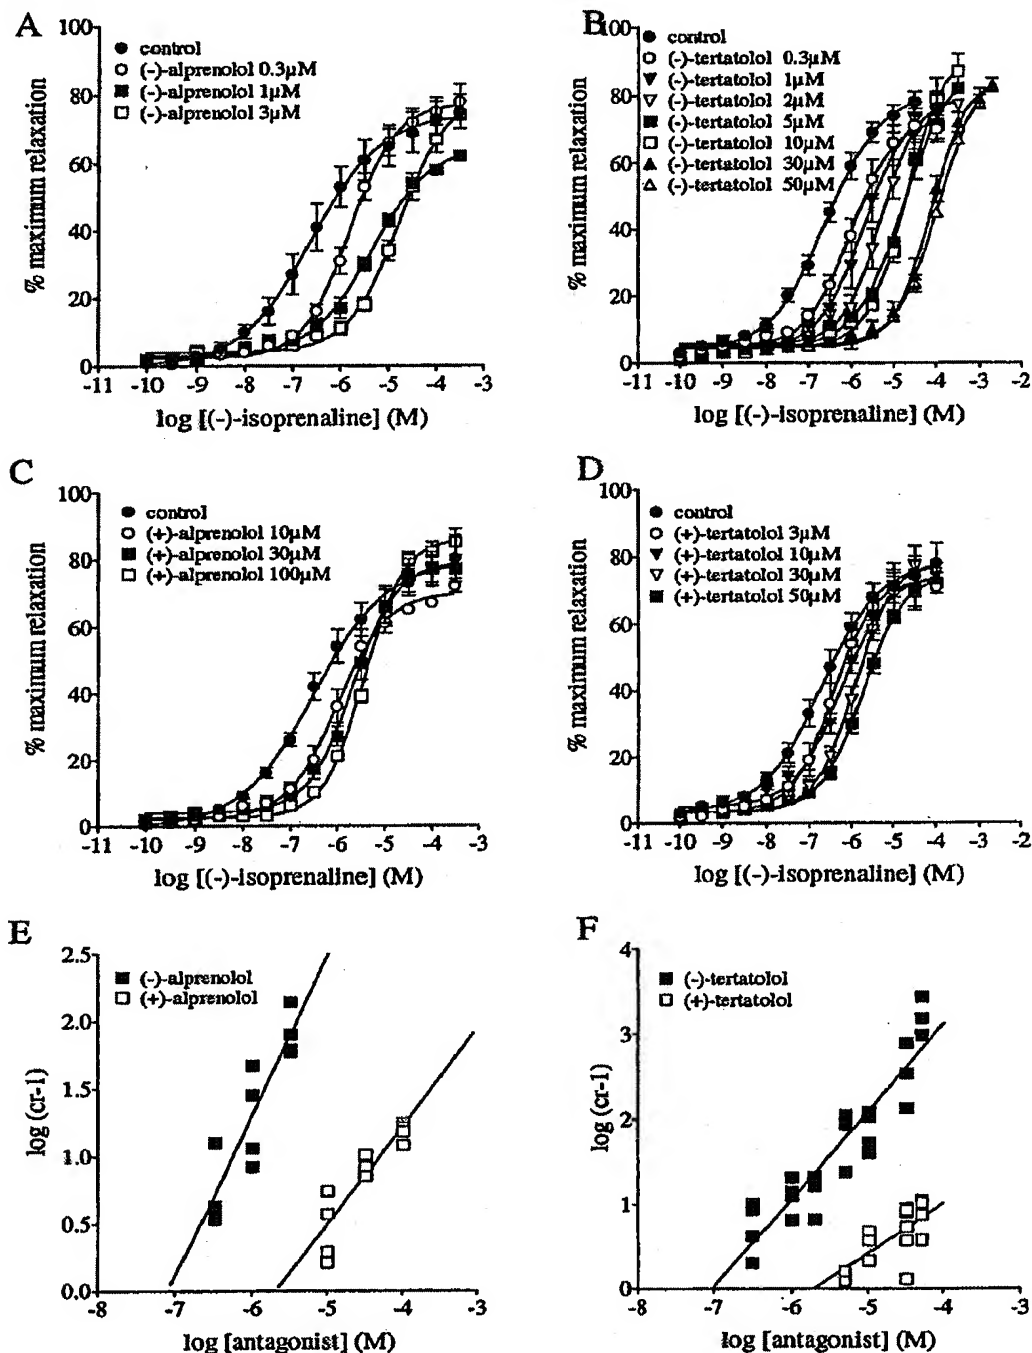 A
100
80
60
40
20
0
% maximum relaxation
control
(-)-alprenolol 0.3µM
(-)-alprenolol 1µM
(-)-alprenolol 3µM
-11 -10 -9 -8 -7 -6 -5 -4 -3
log [(-)-isoprenaline] (M)
B
100
80
60
40
20
0
% maximum relaxation
control
(-)-tertatolol 0.3µM
(-)-tertatolol 1µM
(-)-tertatolol 2µM
(-)-tertatolol 5µM
(-)-tertatolol 10µM
(-)-tertatolol 30µM
(-)-tertatolol 50µM
-11 -10 -9 -8 -7 -6 -5 -4 -3 -2
log [(-)-isoprenaline] (M)
C
100
80
60
40
20
0
% maximum relaxation
control
(+)-alprenolol 10µM
(+)-alprenolol 30µM
(+)-alprenolol 100µM
-11 -10 -9 -8 -7 -6 -5 -4 -3
log [(-)-isoprenaline] (M)
D
100
80
60
40
20
0
% maximum relaxation
control
(+)-tertatolol 3µM
(+)-tertatolol 10µM
(+)-tertatolol 30µM
(+)-tertatolol 50µM
-11 -10 -9 -8 -7 -6 -5 -4 -3 -2
log [(-)-isoprenaline] (M)
E
2.5
2.0
1.5
1.0
0.5
0.0
log (cr-1)
(-)-alprenolol
(+)-alprenolol
-8 -7 -6 -5 -4 -3
log [antagonist] (M)
F
4
3
2
1
0
log (cr-1)
(-)-tertatolol
(+)-tertatolol
-8 -7 -6 -5 -4 -3
log [antagonist] (M)